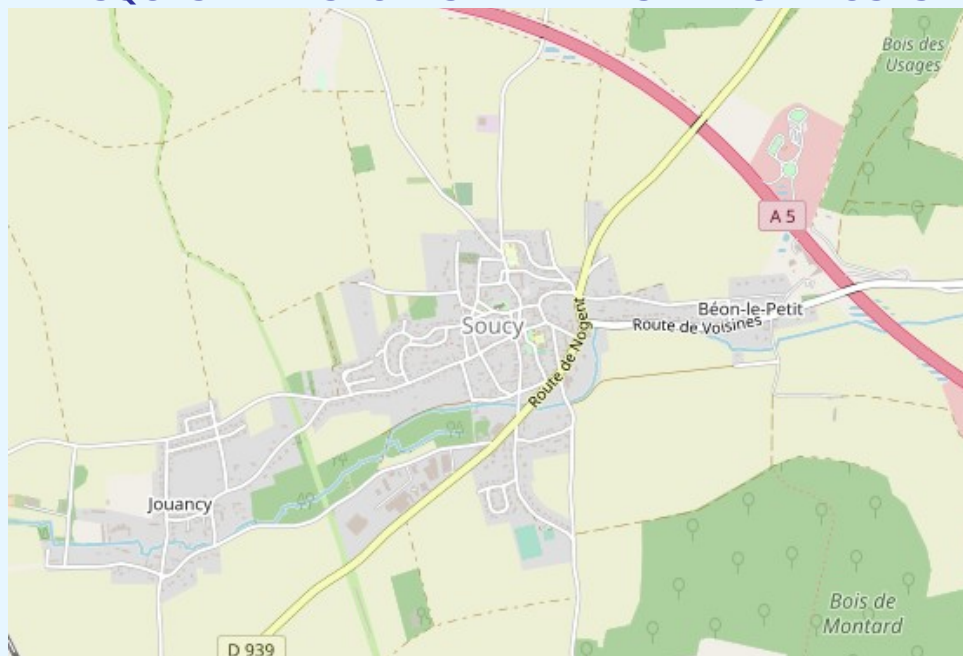 Bois des
Usages
A 5
Béon-le-Petit
Soucy
Route de Voisines
Route de Nogent
Jouancy
Bois de
Montard
D 939